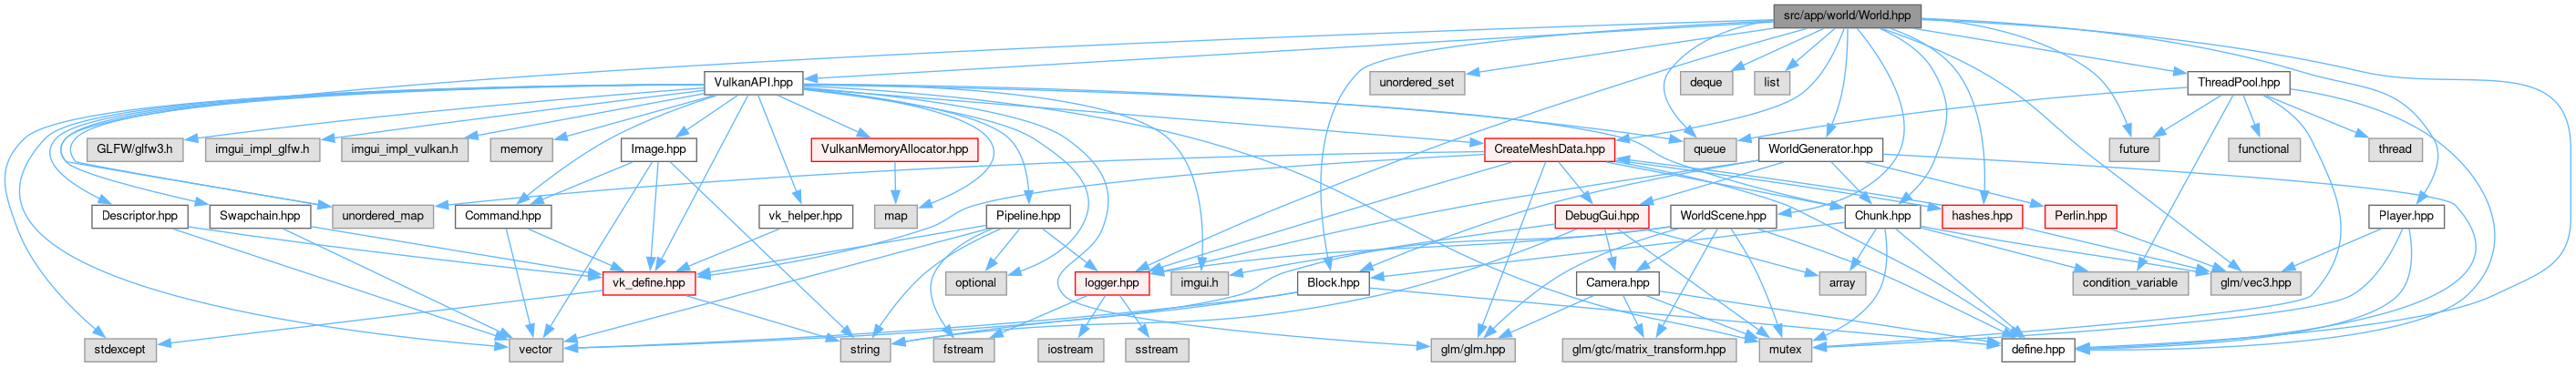 src/app/world/World.hpp
VulkanAPI.hpp
unordered_set
deque
list
ThreadPool.hpp
GLFW/glfw3.h
imgui_impl_glfw.h
imgui_impl_vulkan.h
memory
Image.hpp
VulkanMemoryAllocator.hpp
CreateMeshData.hpp
queue
WorldGenerator.hpp
future
functional
thread
Descriptor.hpp
Swapchain.hpp
unordered_map
Command.hpp
vk_helper.hpp
map
Pipeline.hpp
DebugGui.hpp
WorldScene.hpp
Chunk.hpp
hashes.hpp
Perlin.hpp
Player.hpp
vk_define.hpp
optional
logger.hpp
imgui.h
Block.hpp
Camera.hpp
array
condition_variable
glm/vec3.hpp
stdexcept
vector
string
fstream
iostream
sstream
glm/glm.hpp
glm/gtc/matrix_transform.hpp
mutex
define.hpp